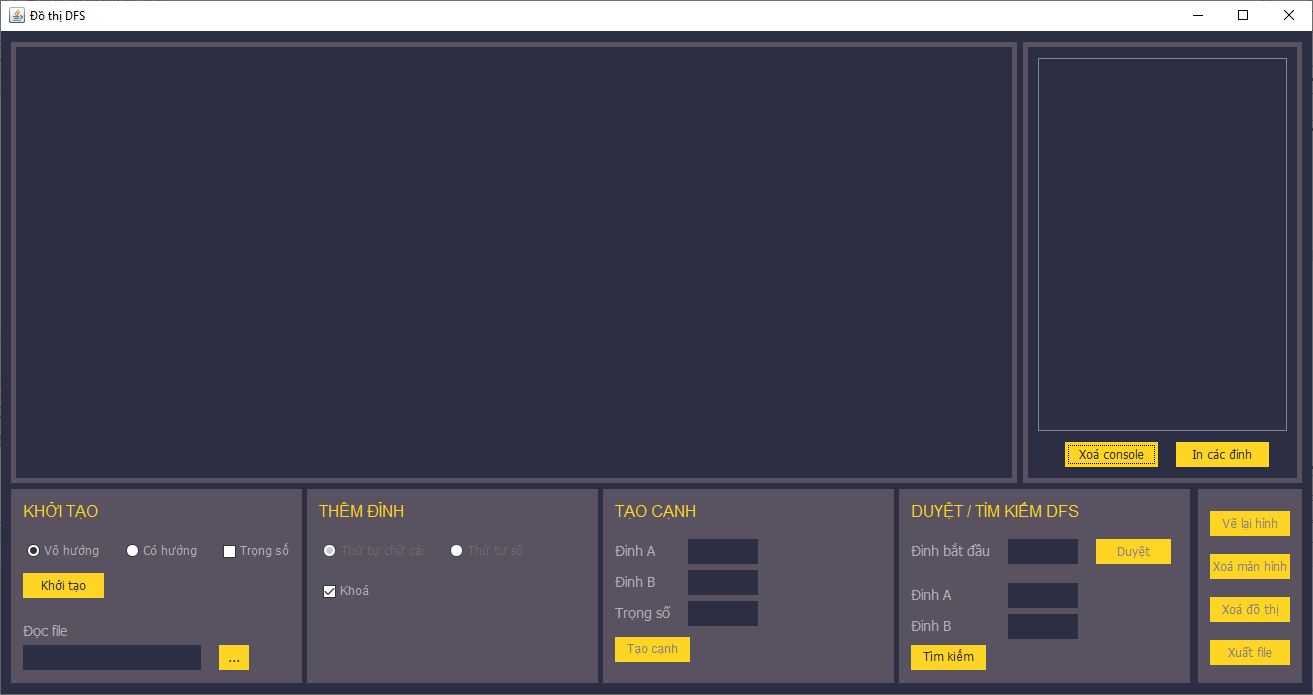 Đồ thị DFS
Xoá console
In các đỉnh
KHỞI TẠO
Vô hướng
Có hướng
Trọng số
Khởi tạo
Đọc file
...
THÊM ĐỈNH
Thứ tự chữ cái
Thứ tự số
Khoá
TẠO CẠNH
Đỉnh A
Đỉnh B
Trọng số
Tạo cạnh
DUYỆT / TÌM KIẾM DFS
Đỉnh bắt đầu
Duyệt
Đỉnh A
Đỉnh B
Tìm kiếm
Vẽ lại hình
Xoá màn hình
Xoá đồ thị
Xuất file